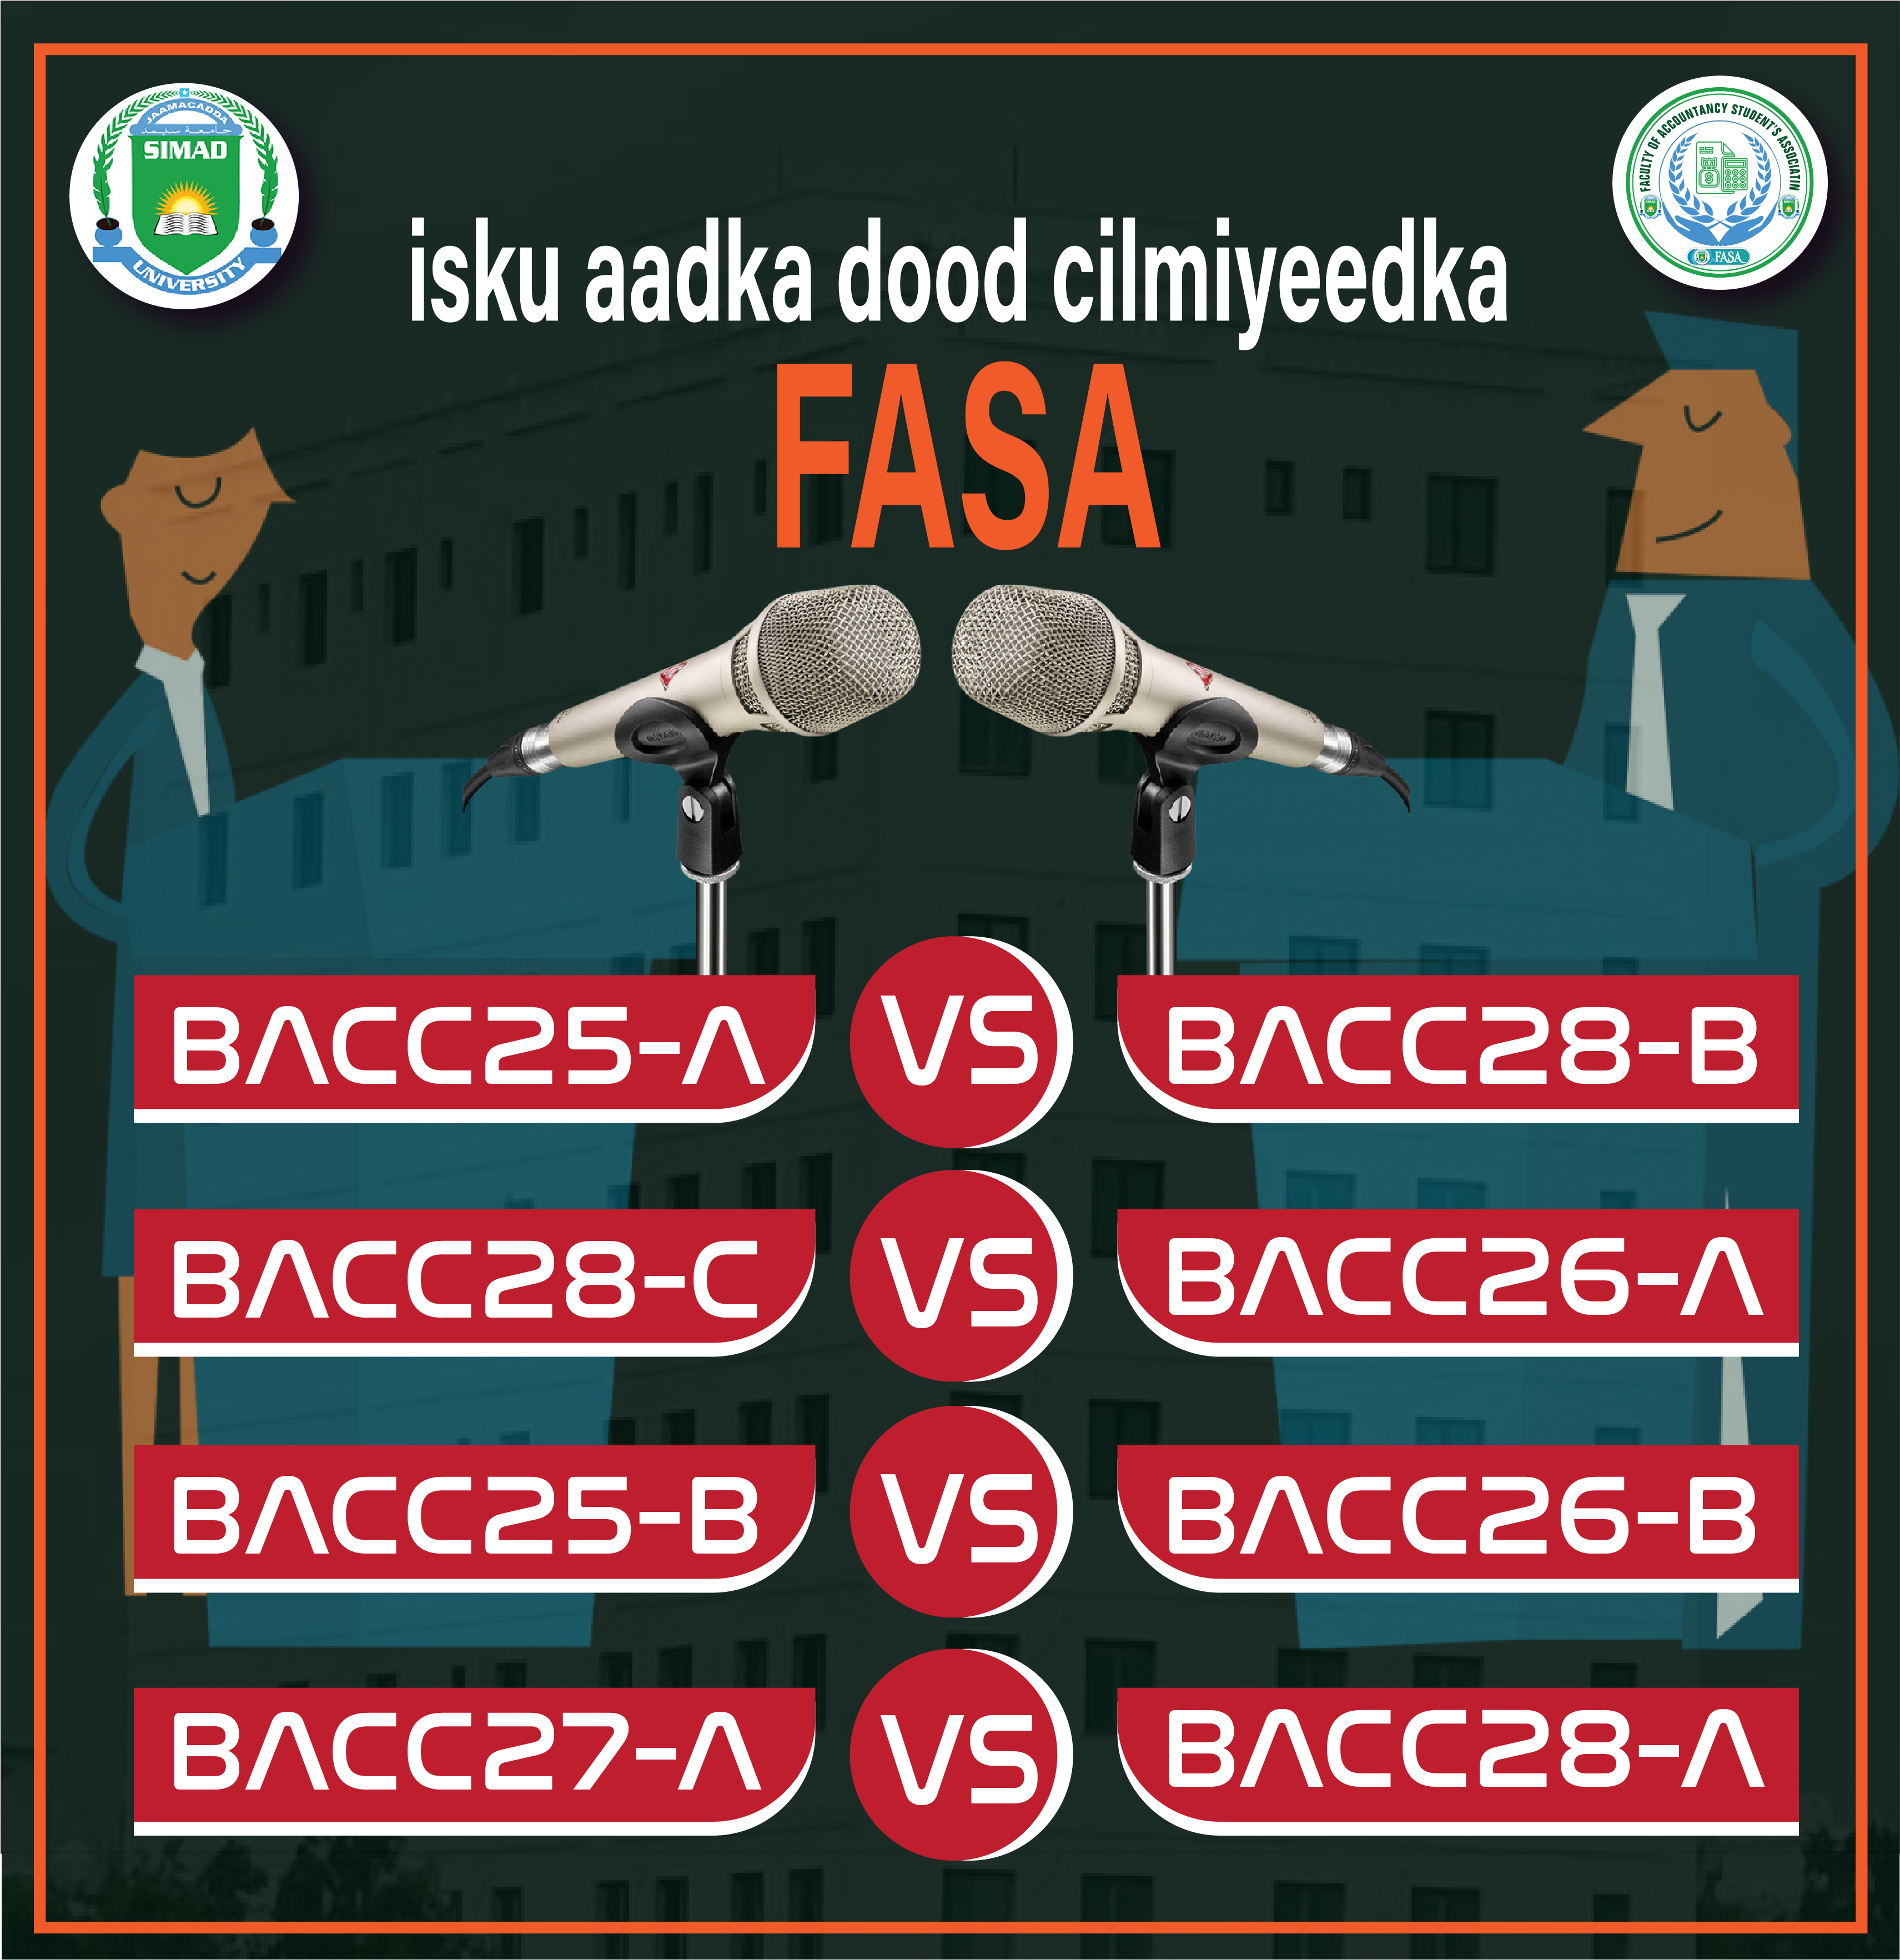 JAAMACADDA
جامعة سيمد
SIMAD
UNIVERSITY
FACULTY OF ACCOUNTANCY STUDENT'S ASSOCIATIN
FASA
isku aadka dood cilmiyeedka
FASA
BACC25-A VS BACC28-B
BACC28-C VS BACC26-A
BACC25-B VS BACC26-B
BACC27-A VS BACC28-A